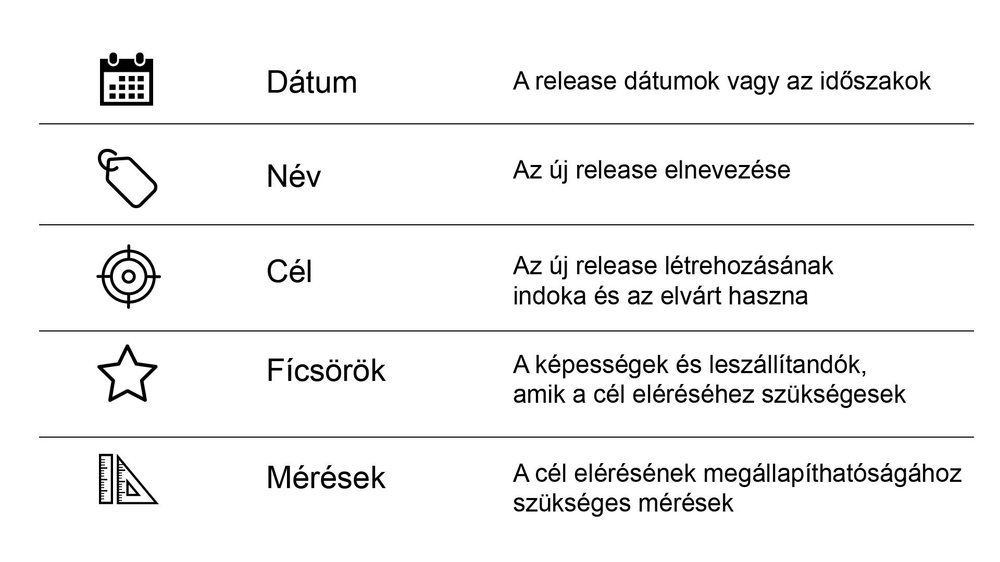 Dátum
A release dátumok vagy az időszakok
Név
Az új release elnevezése
Cél
Az új release létrehozásának
indoka és az elvárt haszna
Fícsörök
A képességek és leszállítandók,
amik a cél eléréséhez szükségesek
Mérések
A cél elérésének megállapíthatóságához
szükséges mérések